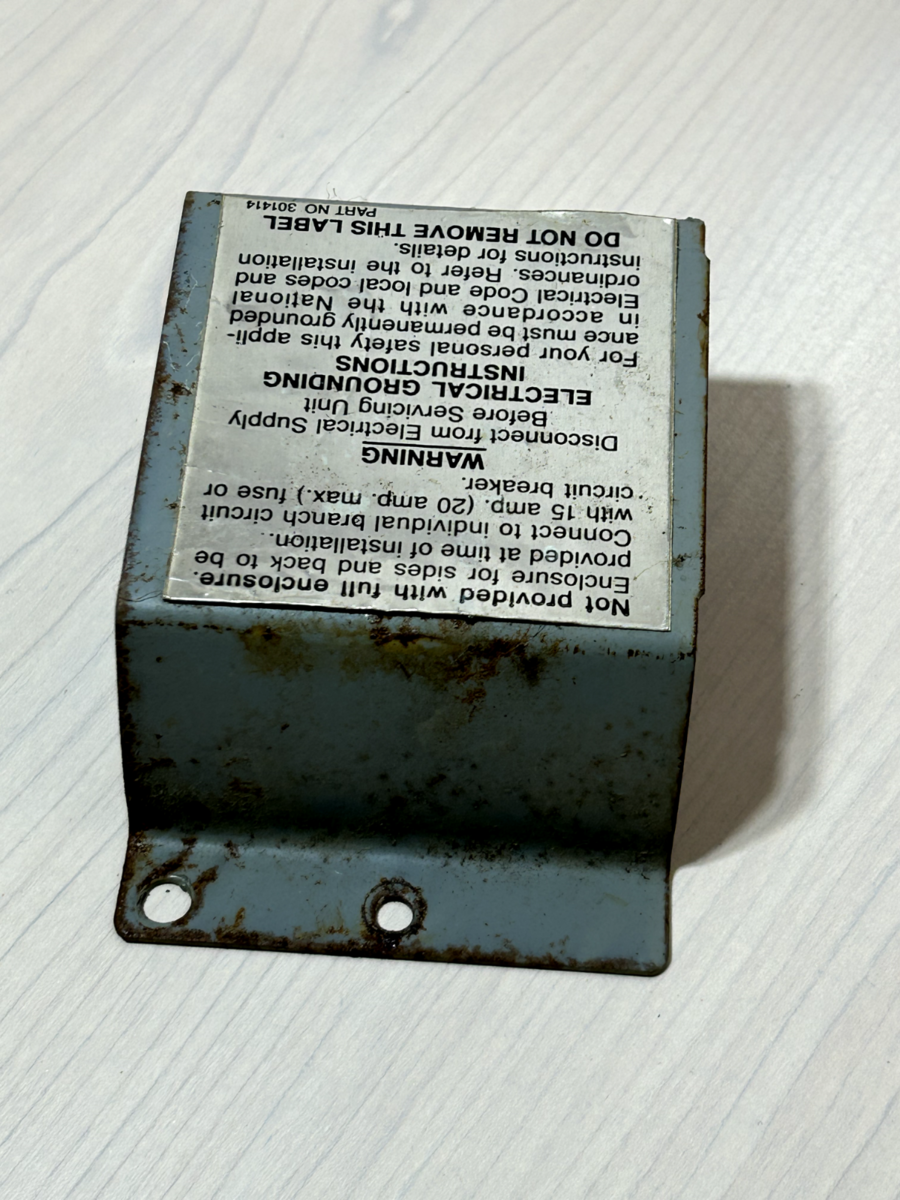 Not provided with full enclosure.
Enclosure for sides and back to be
provided at time of installation.
Connect to individual branch circuit
with 15 amp. (20 amp. max.) fuse or
circuit breaker.
WARNING
Disconnect from Electrical Supply
Before Servicing Unit
ELECTRICAL GROUNDING
INSTRUCTIONS
For your personal safety this appli-
ance must be permanently grounded
in accordance with the National
Electrical Code and local codes and
ordinances. Refer to the installation
instructions for details.
DO NOT REMOVE THIS LABEL
PART NO 301414